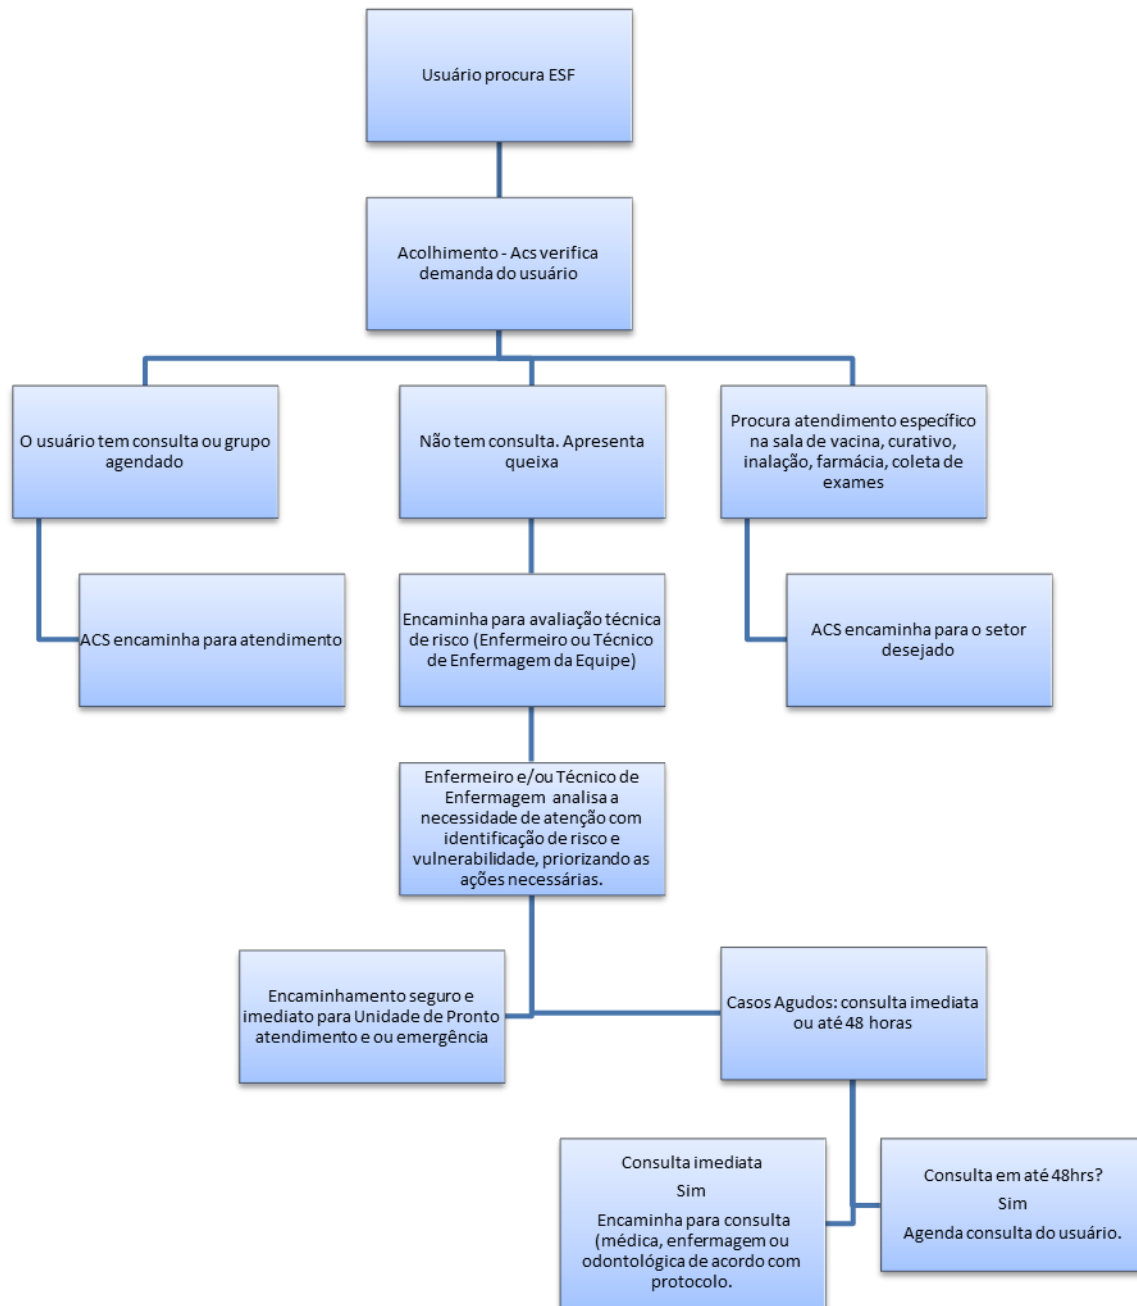 Usuário procura ESF
Acolhimento - Acs verifica
demanda do usuário
O usuário tem consulta ou grupo
agendado
Não tem consulta. Apresenta
queixa
Procura atendimento específico
na sala de vacina, curativo,
inalação, farmácia, coleta de
exames
ACS encaminha para atendimento
Encaminha para avaliação técnica
de risco (Enfermeiro ou Técnico
de Enfermagem da Equipe)
ACS encaminha para o setor
desejado
Enfermeiro e/ou Técnico de
Enfermagem analisa a
necessidade de atenção com
identificação de risco e
vulnerabilidade, priorizando as
ações necessárias.
Encaminhamento seguro e
imediato para Unidade de Pronto
atendimento e ou emergência
Casos Agudos: consulta imediata
ou até 48 horas
Consulta imediata
Sim
Encaminha para consulta
(médica, enfermagem ou
odontológica de acordo com
protocolo.
Consulta em até 48hrs?
Sim
Agenda consulta do usuário.